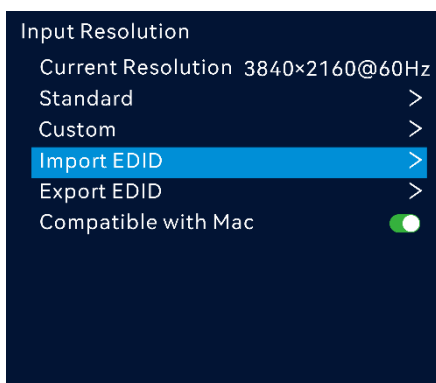 Input Resolution
Current Resolution 3840×2160@60Hz
Standard >
Custom >
Import EDID >
Export EDID >
Compatible with Mac